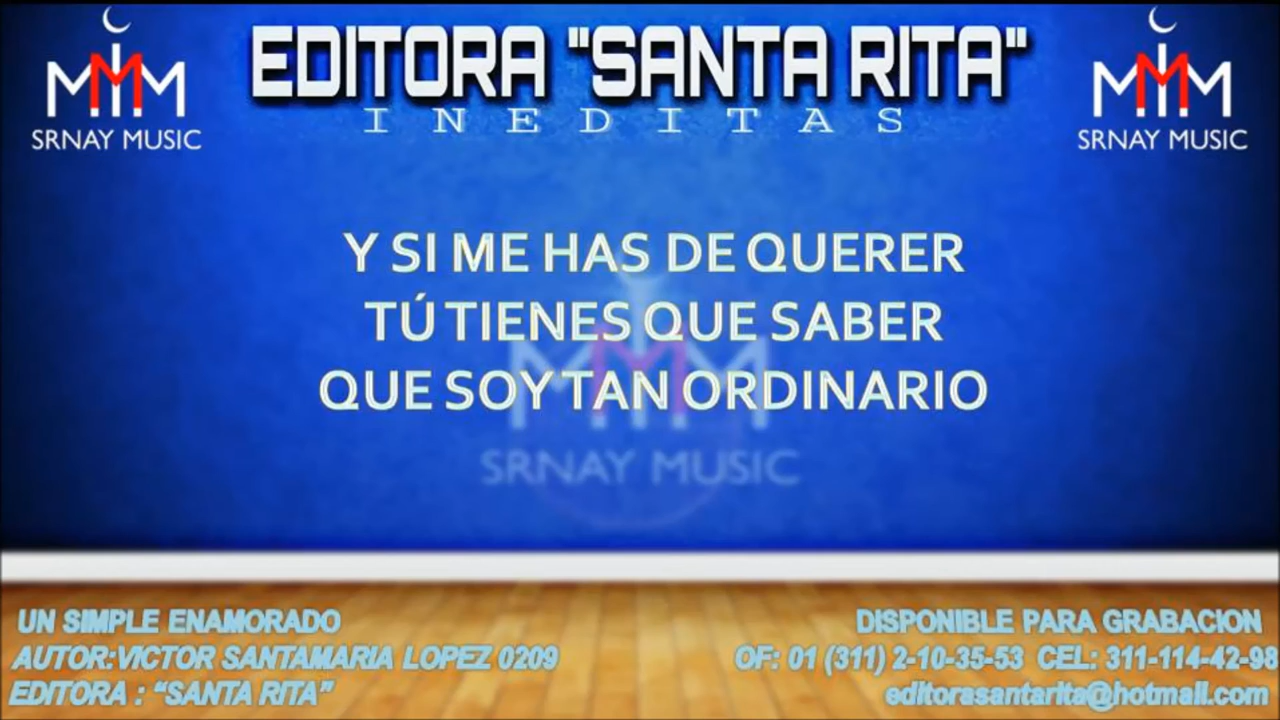 EDITORA "SANTA RITA"
INEDITAS
SRNAY MUSIC
SRNAY MUSIC
Y SI ME HAS DE QUERER
TÚ TIENES QUE SABER
QUE SOY TAN ORDINARIO
SRNAY MUSIC
UN SIMPLE ENAMORADO
AUTOR:VICTOR SANTAMARIA LOPEZ 0209
EDITORA : “SANTA RITA”
DISPONIBLE PARA GRABACION
OF: 01 (311) 2-10-35-53 CEL: 311-114-42-98
editorasantarita@hotmail.com